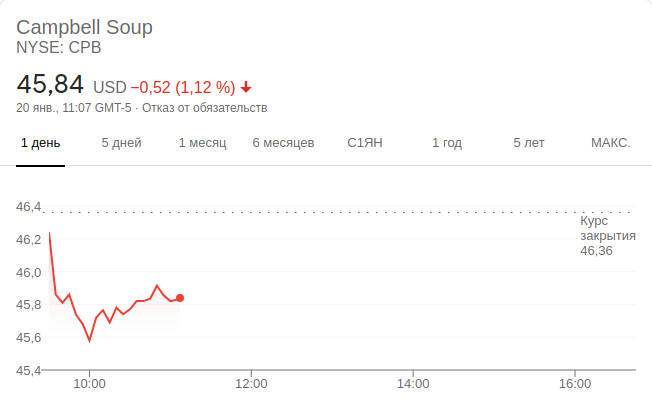 Campbell Soup
NYSE: CPB
45,84 USD −0,52 (1,12 %)
20 янв., 11:07 GMT-5 · Отказ от обязательств
1 день 5 дней 1 месяц 6 месяцев С1ЯН 1 год 5 лет МАКС.
46,4
Курс
закрытия
46,36
46,2
46,0
45,8
45,6
45,4
10:00 12:00 14:00 16:00